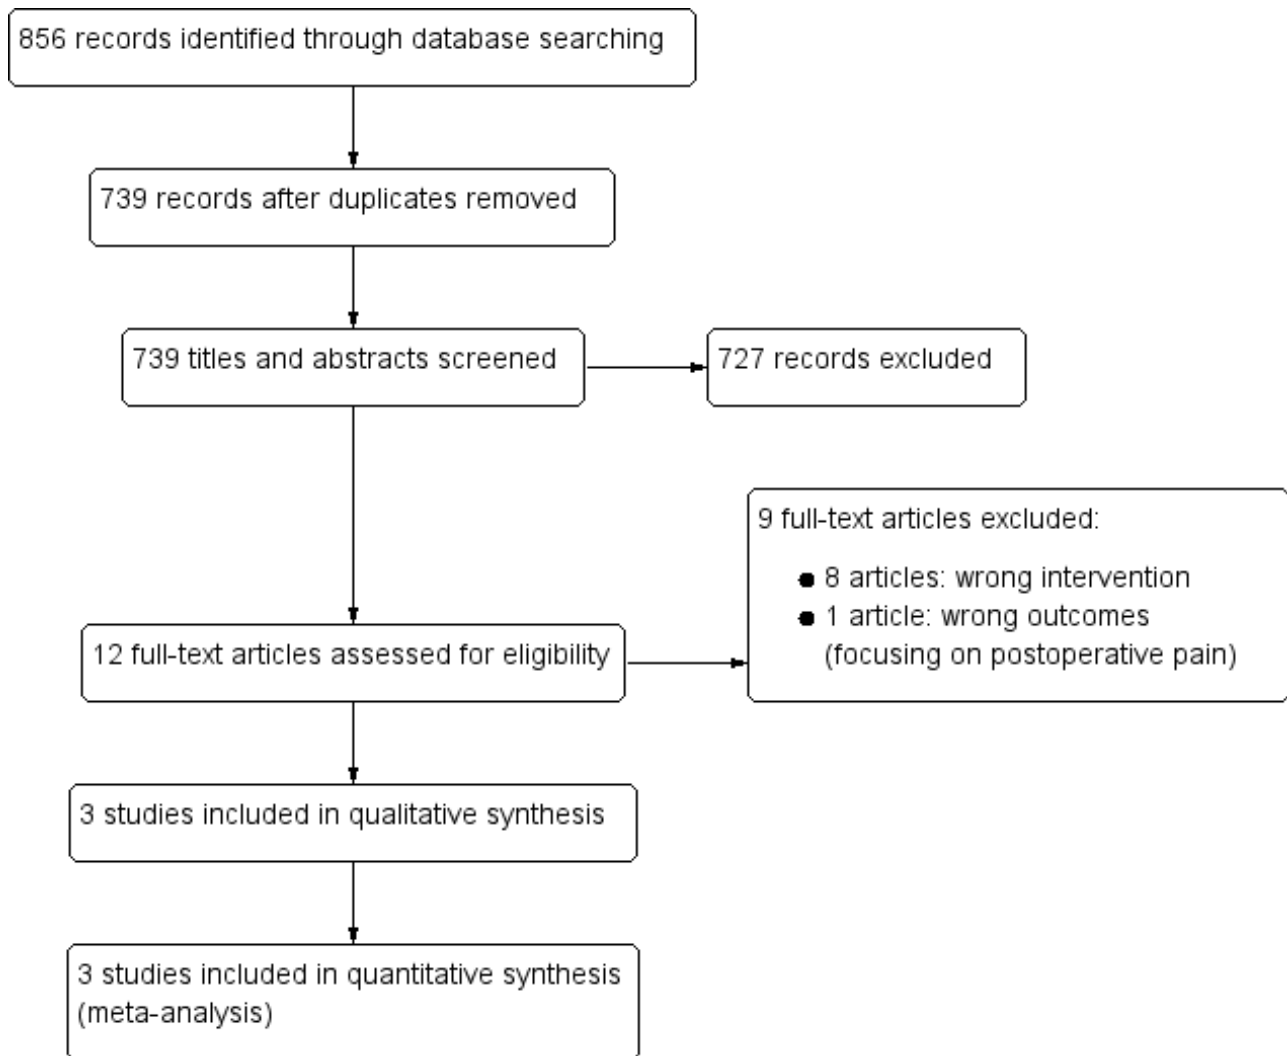 856 records identified through database searching
739 records after duplicates removed
739 titles and abstracts screened
727 records excluded
9 full-text articles excluded:
● 8 articles: wrong intervention
● 1 article: wrong outcomes
(focusing on postoperative pain)
12 full-text articles assessed for eligibility
3 studies included in qualitative synthesis
3 studies included in quantitative synthesis
(meta-analysis)